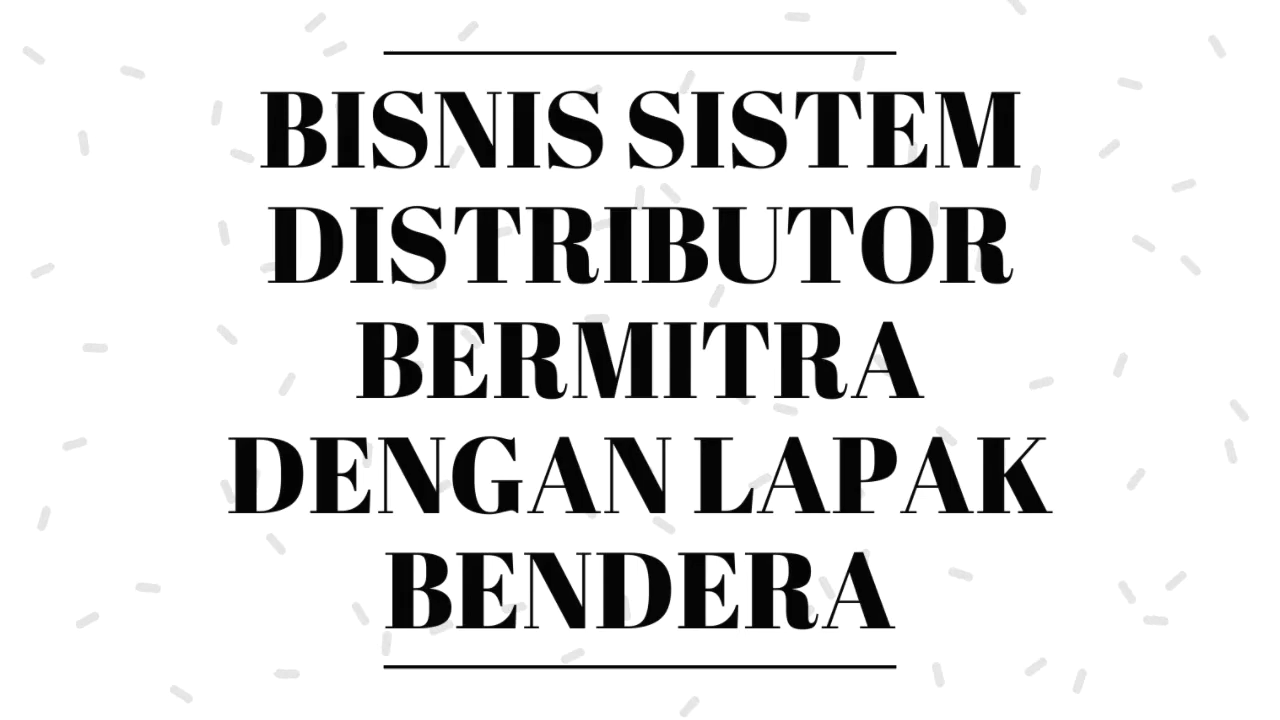 BISNIS SISTEM
DISTRIBUTOR
BERMITRA
DENGAN LAPAK
BENDERA